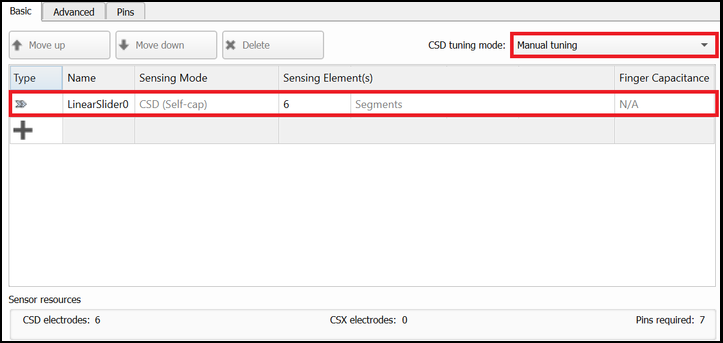 Basic Advanced Pins
Move up Move down Delete CSD tuning mode: Manual tuning
Type Name Sensing Mode Sensing Element(s) Finger Capacitance
LinearSlider0 CSD (Self-cap) 6 Segments N/A
Sensor resources
CSD electrodes: 6 CSX electrodes: 0 Pins required: 7